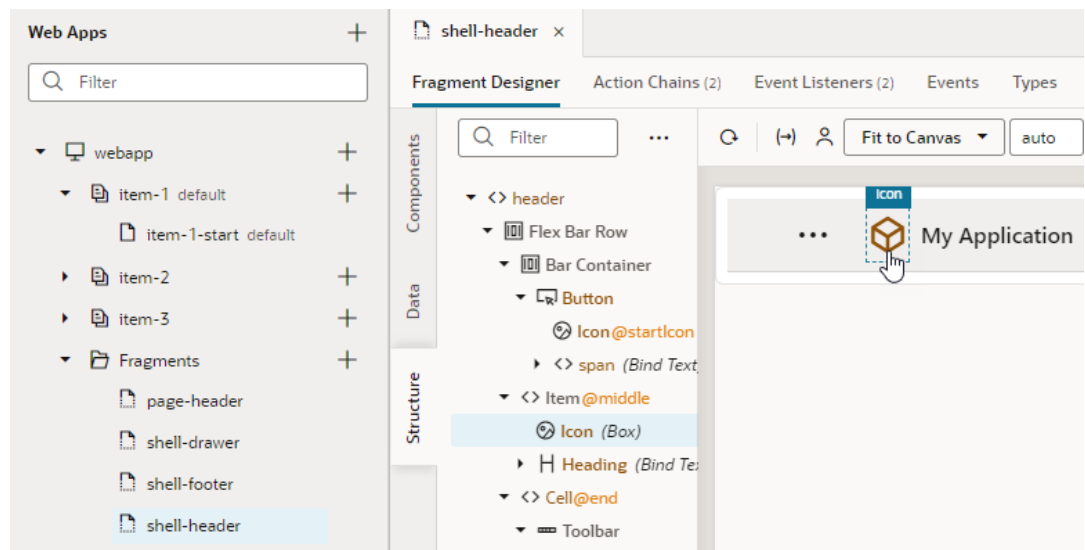 Web Apps
Filter
webapp
item-1 default
item-1-start default
item-2
item-3
Fragments
page-header
shell-drawer
shell-footer
shell-header
shell-header ×
Fragment Designer Action Chains (2) Event Listeners (2) Events Types
Components
Data
Structure
Filter ...
Fit to Canvas auto
<> header
Flex Bar Row
Bar Container
Button
Icon@startIcon
<> span (Bind Text
<> Item@middle
Icon (Box)
H Heading (Bind Te
<> Cell@end
Toolbar
Icon
... My Application